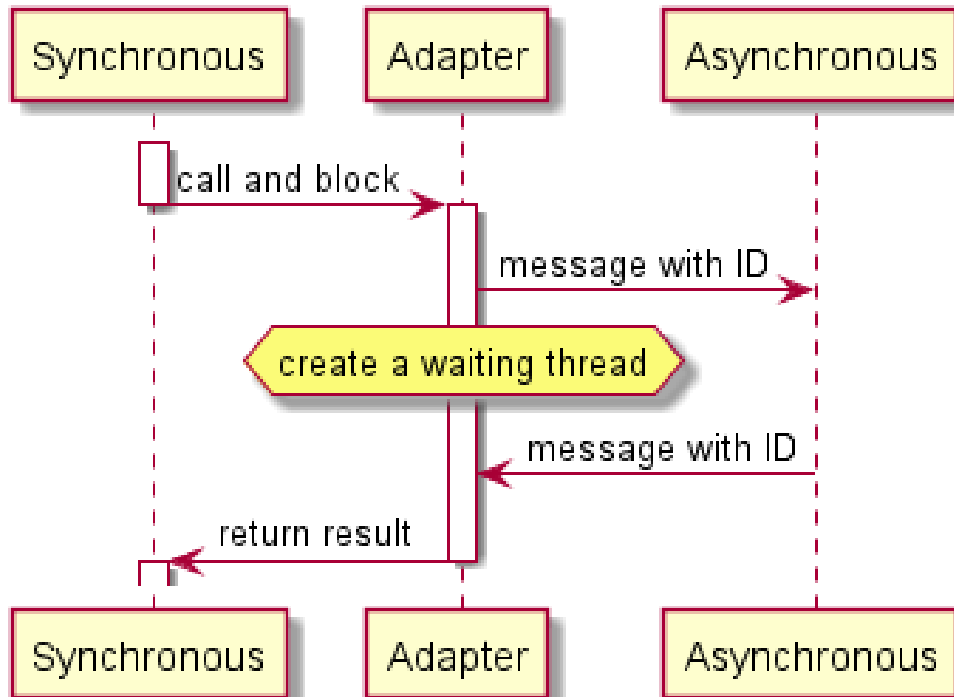 Synchronous Adapter Asynchronous
call and block
message with ID
create a waiting thread
message with ID
return result
Synchronous Adapter Asynchronous